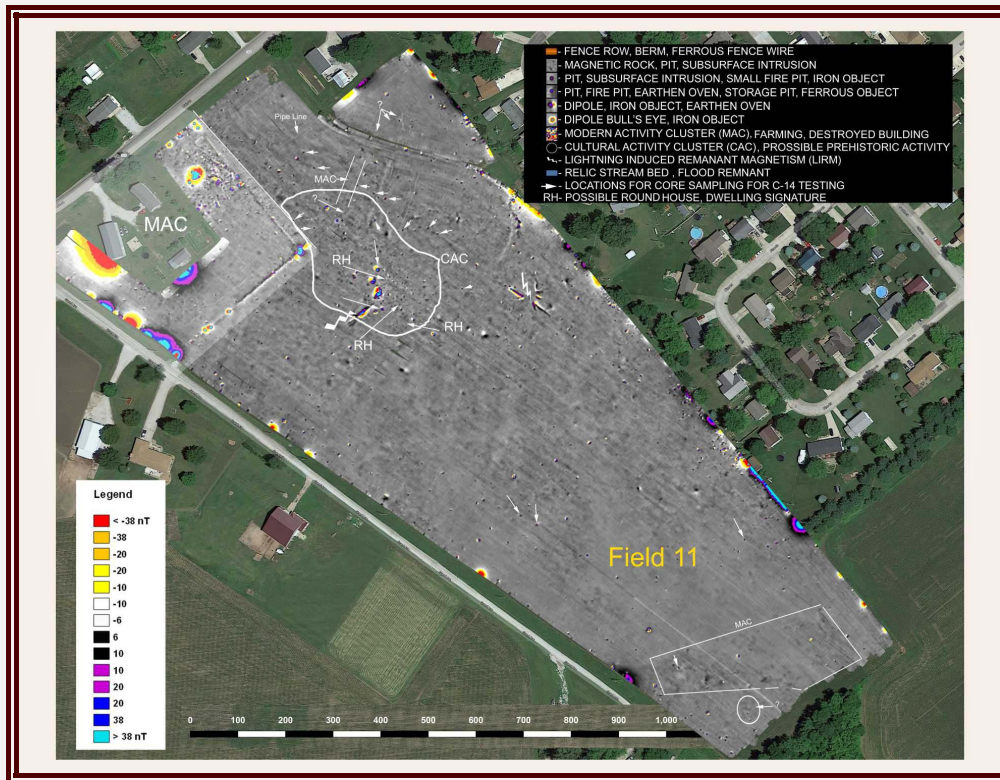 - FENCE ROW, BERM, FERROUS FENCE WIRE
- MAGNETIC ROCK, PIT, SUBSURFACE INTRUSION
- PIT, SUBSURFACE INTRUSION, SMALL FIRE PIT, IRON OBJECT
- PIT, FIRE PIT, EARTHEN OVEN, STORAGE PIT, FERROUS OBJECT
- DIPOLE, IRON OBJECT, EARTHEN OVEN
- DIPOLE BULL'S EYE, IRON OBJECT
- MODERN ACTIVITY CLUSTER (MAC), FARMING, DESTROYED BUILDING
- CULTURAL ACTIVITY CLUSTER (CAC), PROSSIBLE PREHISTORIC ACTIVITY
- LIGHTNING INDUCED REMANANT MAGNETISM (LIRM)
- RELIC STREAM BED , FLOOD REMNANT
- LOCATIONS FOR CORE SAMPLING FOR C-14 TESTING
RH- POSSIBLE ROUND HOUSE, DWELLING SIGNATURE
?
Pipe Line
MAC
?
MAC
CAC
RH
RH
RH
Field 11
MAC
?
Legend
< -38 nT
-38
-20
-20
-10
-10
-6
6
10
10
20
20
38
> 38 nT
0 100 200 300 400 500 600 700 800 900 1,000